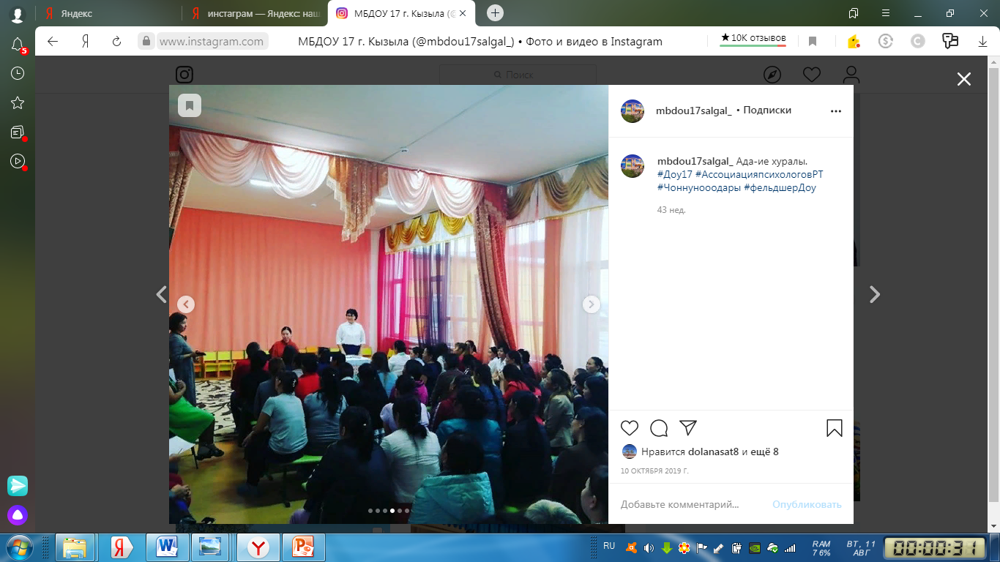 Яндекс
инстаграм — Яндекс: наш
МБДОУ 17 г. Кызыла (@
5
Я
www.instagram.com
МБДОУ 17 г. Кызыла (@mbdou17salgal_) • Фото и видео в Instagram
★10K отзывов
Поиск
mbdou17salgal_ • Подписки
mbdou17salgal_ Ада-ие хуралы.
#Доу17 #АссоциацияпсихологовРТ
#Чоннунооодары #фельдшерДоу
43 нед.
Нравится dolanasat8 и ещё 8
10 ОКТЯБРЯ 2019 Г.
Добавьте комментарий...
Опубликовать
RU
RAM
76%
ВТ, 11
АВГ
00:00:31